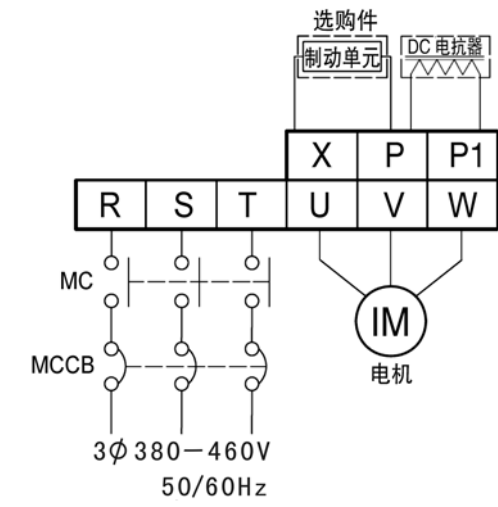 选购件
制动单元
DC 电抗器
X P P1
R S T U V W
MC
IM
MCCB
电机
3ϕ 380－460V
50/60Hz